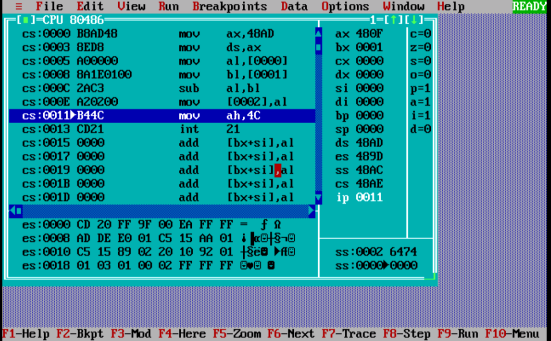 ≡ File Edit View Run Breakpoints Data Options Window Help READY
[■]=CPU 80486 1=[↑][↓]
cs:0000 B8AD48 mov ax,48AD ax 480F c=0
cs:0003 8ED8 mov ds,ax bx 0001 z=0
cs:0005 A00000 mov al,[0000] cx 0000 s=0
cs:0008 8A1E0100 mov bl,[0001] dx 0000 o=0
cs:000C 2AC3 sub al,bl si 0000 p=1
cs:000E A20200 mov [0002],al di 0000 a=1
cs:0011►B44C mov ah,4C bp 0000 i=1
cs:0013 CD21 int 21 sp 0000 d=0
cs:0015 0000 add [bx+si],al ds 48AD
cs:0017 0000 add [bx+si],al es 489D
cs:0019 0000 add [bx+si],al ss 48AC
cs:001B 0000 add [bx+si],al cs 48AE
cs:001D 0000 add [bx+si],al ip 0011
es:0000 CD 20 FF 9F 00 EA FF FF = ƒ Ω
es:0008 AD DE E0 01 C5 15 AA 01
es:0010 C5 15 89 02 20 10 92 01 ss:0002 6474
es:0018 01 03 01 00 02 FF FF FF ss:0000►0000
F1-Help F2-Bkpt F3-Mod F4-Here F5-Zoom F6-Next F7-Trace F8-Step F9-Run F10-Menu